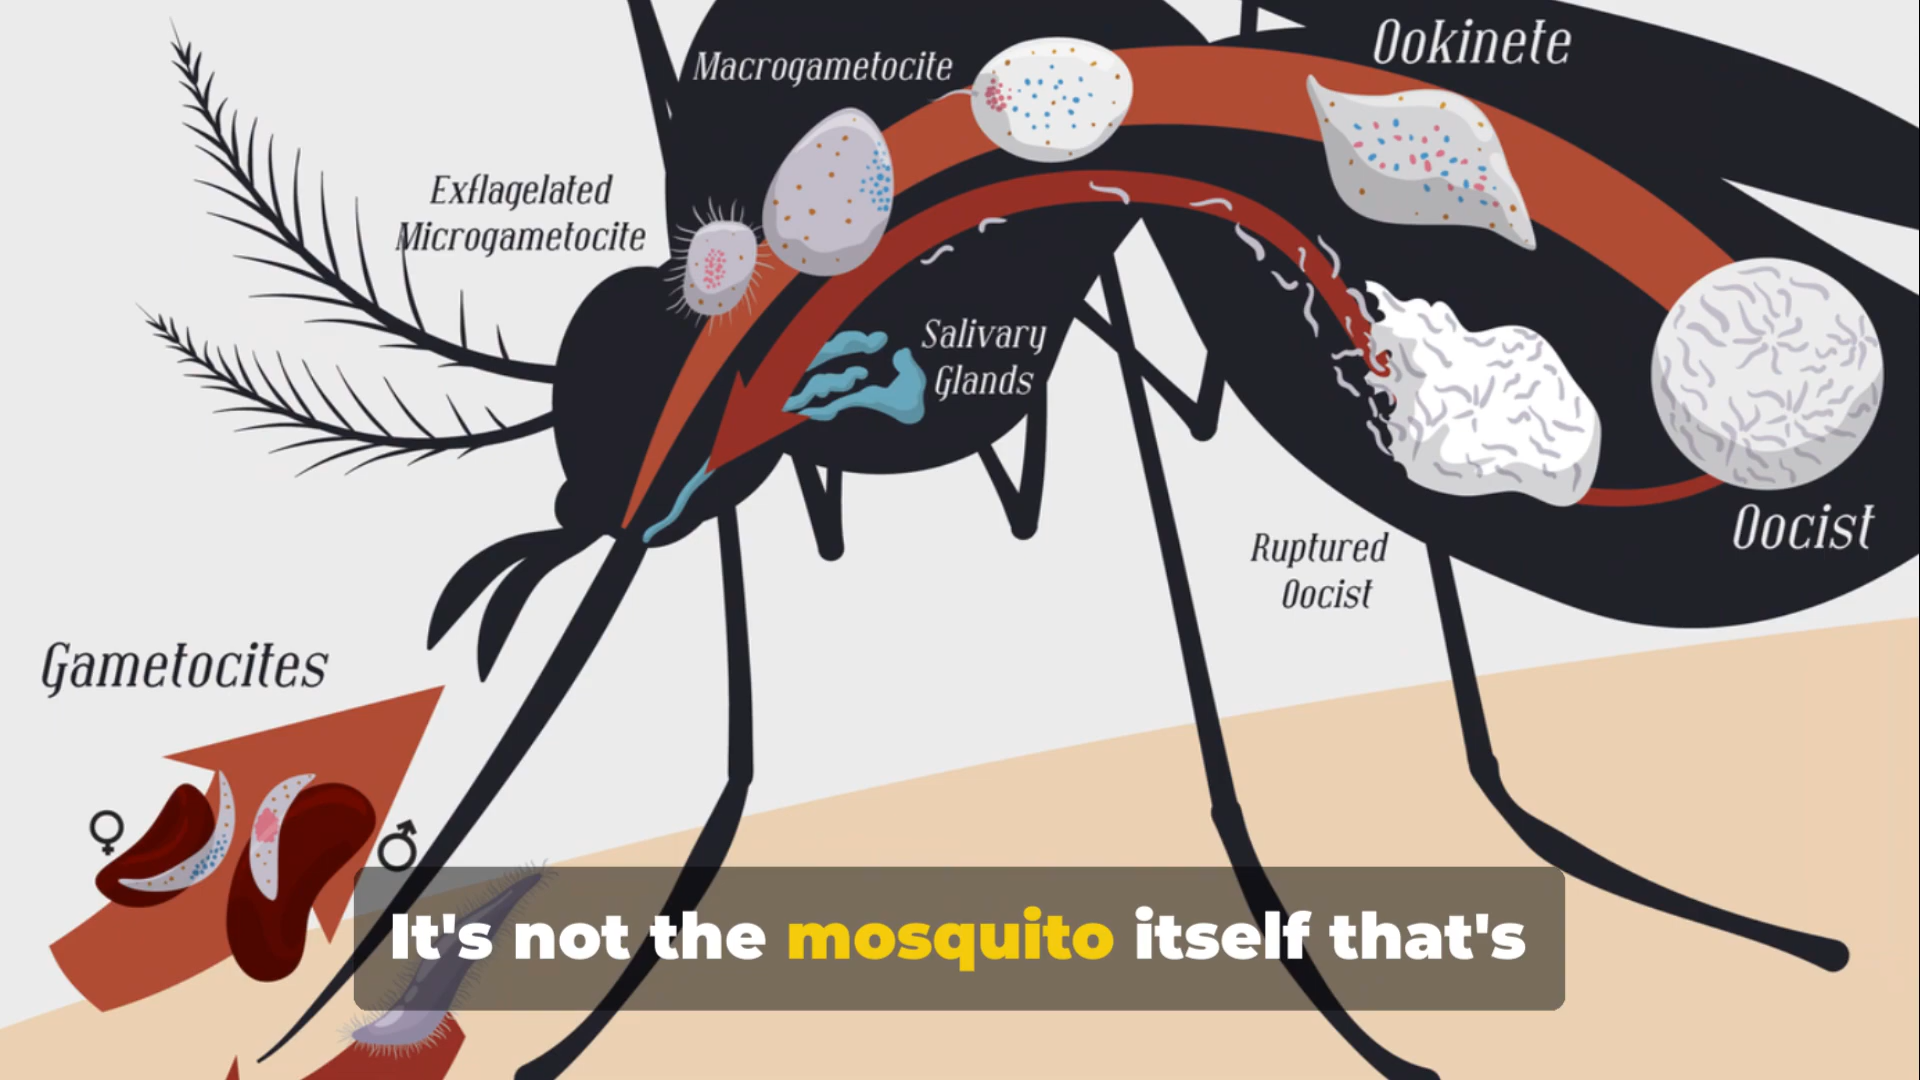 Ookinete
Macrogametocite
Exflagelated
Microgametocite
Salivary
Glands
Oocist
Ruptured
Oocist
Gametocites
It's not the mosquito itself that's